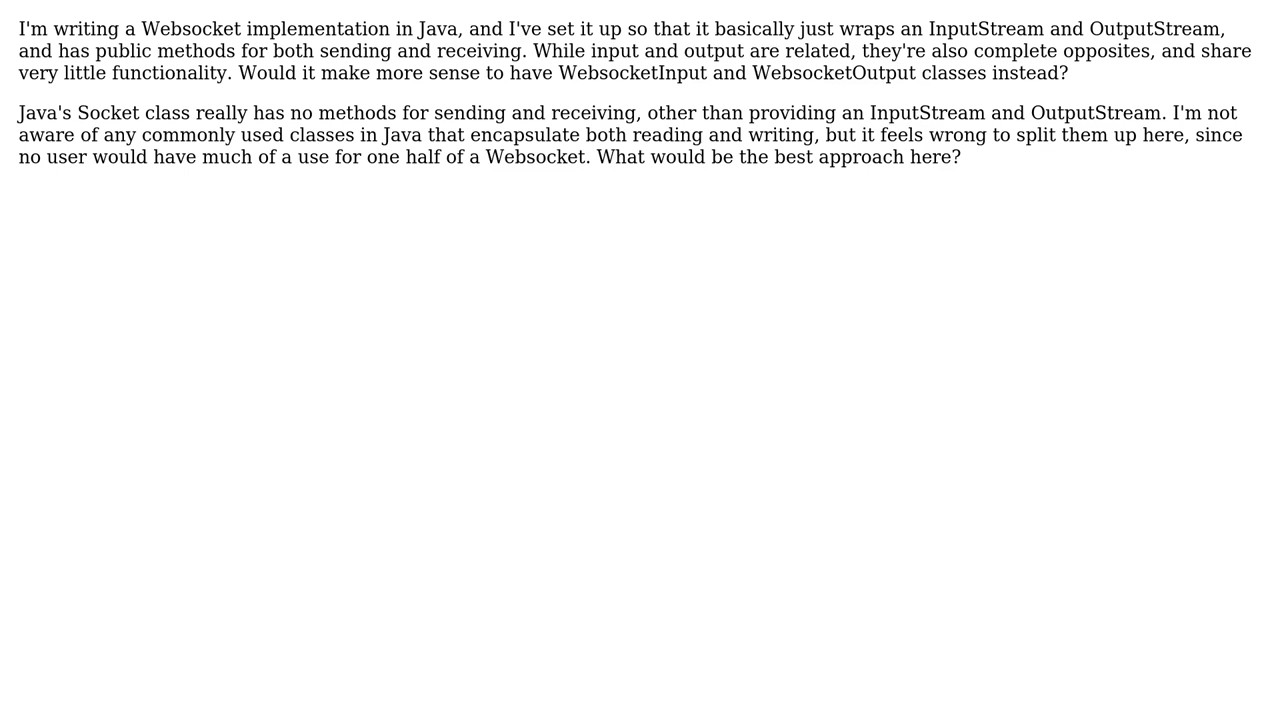 I'm writing a Websocket implementation in Java, and I've set it up so that it basically just wraps an InputStream and OutputStream,
and has public methods for both sending and receiving. While input and output are related, they're also complete opposites, and share
very little functionality. Would it make more sense to have WebsocketInput and WebsocketOutput classes instead?
Java's Socket class really has no methods for sending and receiving, other than providing an InputStream and OutputStream. I'm not
aware of any commonly used classes in Java that encapsulate both reading and writing, but it feels wrong to split them up here, since
no user would have much of a use for one half of a Websocket. What would be the best approach here?